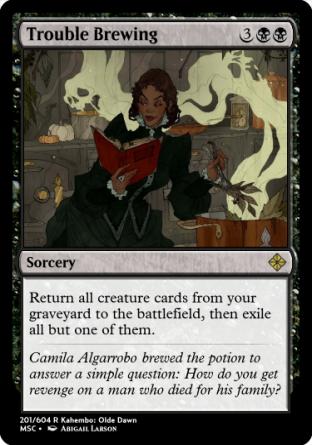 Trouble Brewing 3
Sorcery
Return all creature cards from your
graveyard to the battlefield, then exile
all but one of them.
Camila Algarrobo brewed the potion to
answer a simple question: How do you get
revenge on a man who died for his family?
201/604 R Kahembo: Olde Dawn
MSC • Abigail Larson